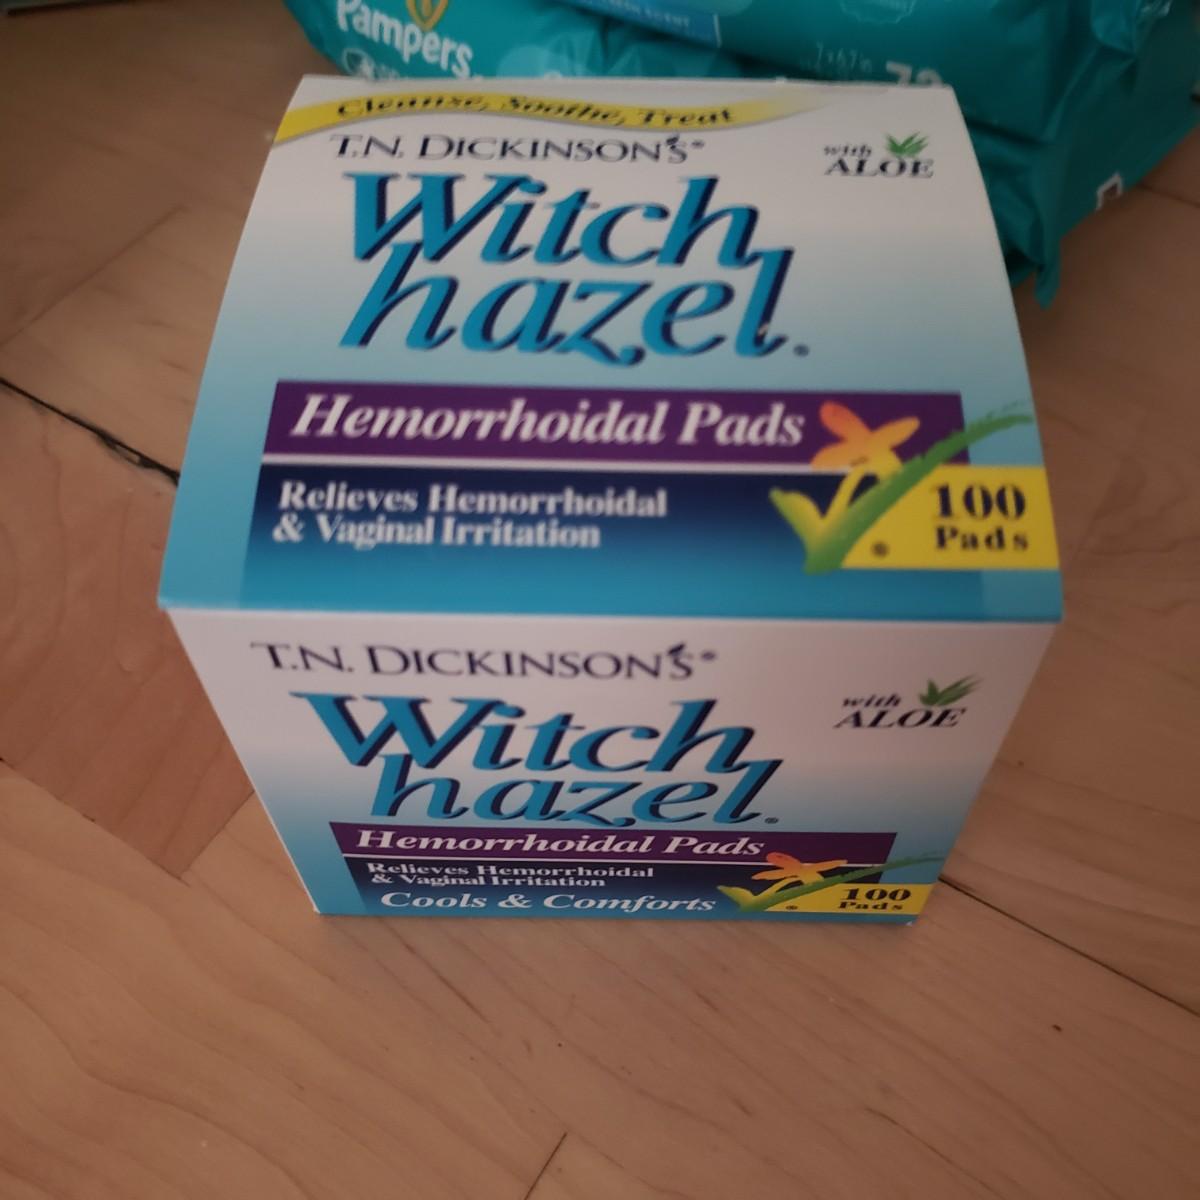 Pampers
72
Cleanse, Soothe, Treat
T.N. DICKINSON'S®
with
ALOE
Witch
hazel®
Hemorrhoidal Pads
Relieves Hemorrhoidal
& Vaginal Irritation
100
Pads
®
T.N. DICKINSON'S®
with
ALOE
Witch
hazel®
Hemorrhoidal Pads
Relieves Hemorrhoidal
& Vaginal Irritation
Cools & Comforts
100
Pads
®